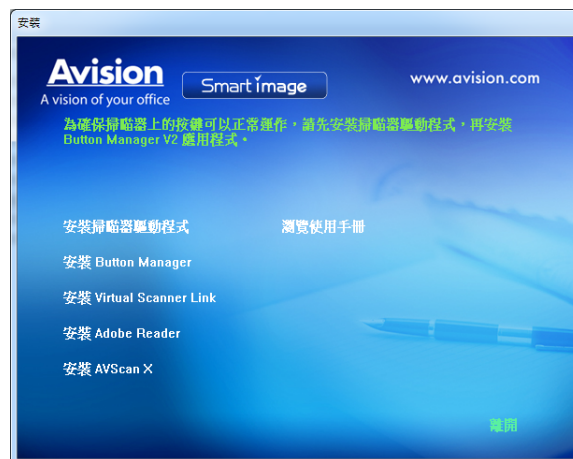 安裝
Avision
A vision of your office
Smart image
www.avision.com
為確保掃瞄器上的按鍵可以正常運作，請先安裝掃瞄器驅動程式，再安裝
Button Manager V2 應用程式。
安裝掃瞄器驅動程式
瀏覽使用手冊
安裝 Button Manager
安裝 Virtual Scanner Link
安裝 Adobe Reader
安裝 AVScan X
離開